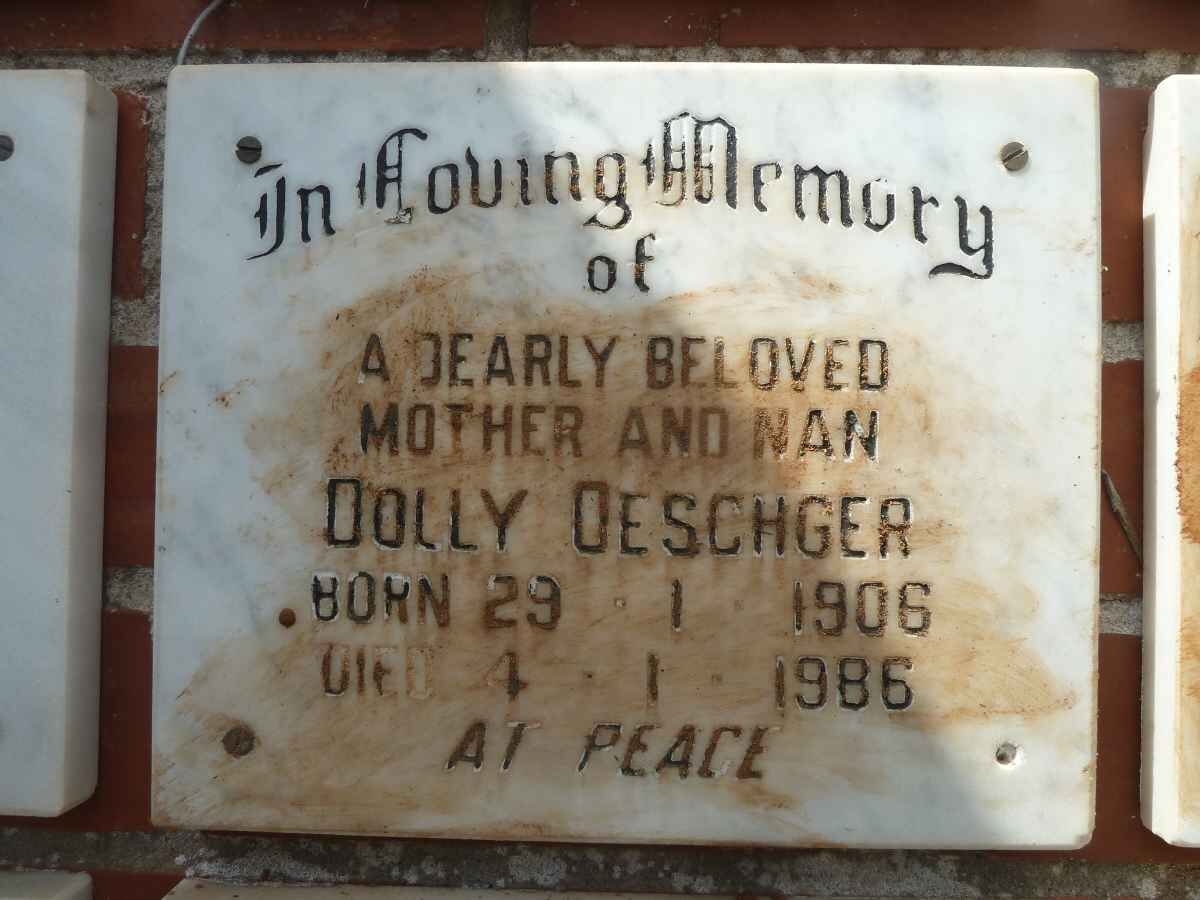 In Loving Memory
of
A DEARLY BELOVED
MOTHER AND NAN
DOLLY OESCHGER
BORN 29 · 1 · 1906
DIED 4 · 1 · 1986
AT PEACE